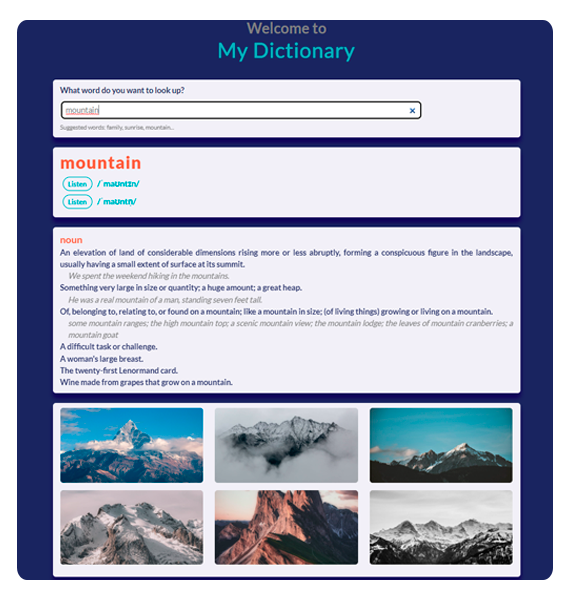 Welcome to
My Dictionary
What word do you want to look up?
mountain
Suggested words: family, sunrise, mountain...
mountain
Listen /ˈmaʊntɪn/
Listen /ˈmaʊntn̩/
noun
An elevation of land of considerable dimensions rising more or less abruptly, forming a conspicuous figure in the landscape,
usually having a small extent of surface at its summit.
We spent the weekend hiking in the mountains.
Something very large in size or quantity; a huge amount; a great heap.
He was a real mountain of a man, standing seven feet tall.
Of, belonging to, relating to, or found on a mountain; like a mountain in size; (of living things) growing or living on a mountain.
some mountain ranges; the high mountain top; a scenic mountain view; the mountain lodge; the leaves of mountain cranberries; a
mountain goat
A difficult task or challenge.
A woman's large breast.
The twenty-first Lenormand card.
Wine made from grapes that grow on a mountain.